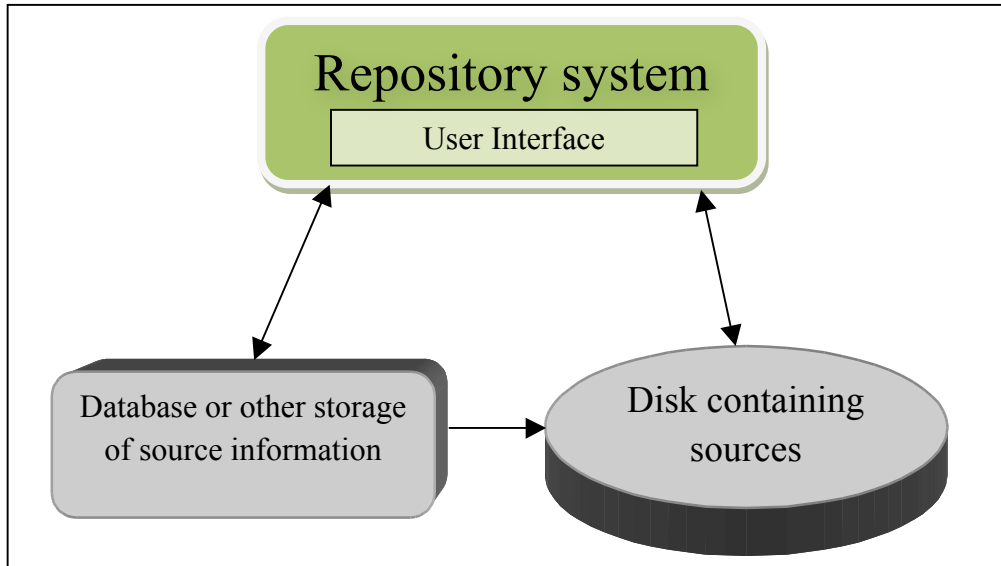 Repository system
User Interface
Database or other storage
of source information
Disk containing
sources